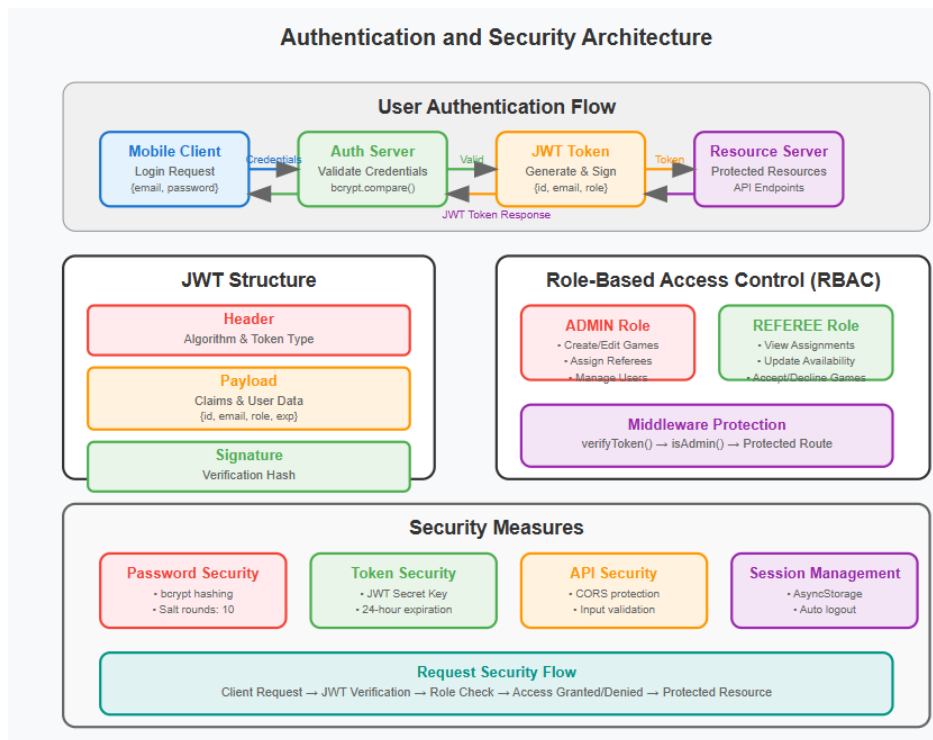 Authentication and Security Architecture
User Authentication Flow
Mobile Client
Login Request
{email, password}
Credentials
Auth Server
Validate Credentials
bcrypt.compare()
Valid
JWT Token
Generate & Sign
{id, email, role}
Token
Resource Server
Protected Resources
API Endpoints
JWT Token Response
JWT Structure
Header
Algorithm & Token Type
Payload
Claims & User Data
{id, email, role, exp}
Signature
Verification Hash
Role-Based Access Control (RBAC)
ADMIN Role
• Create/Edit Games
• Assign Referees
• Manage Users
REFEREE Role
• View Assignments
• Update Availability
• Accept/Decline Games
Middleware Protection
verifyToken() → isAdmin() → Protected Route
Security Measures
Password Security
• bcrypt hashing
• Salt rounds: 10
Token Security
• JWT Secret Key
• 24-hour expiration
API Security
• CORS protection
• Input validation
Session Management
• AsyncStorage
• Auto logout
Request Security Flow
Client Request → JWT Verification → Role Check → Access Granted/Denied → Protected Resource